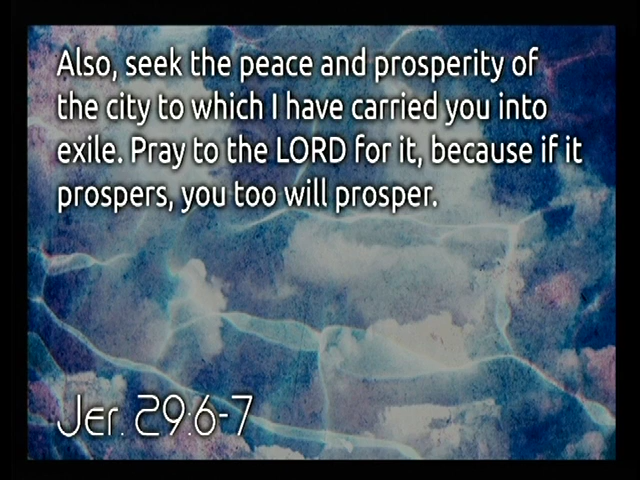 Also, seek the peace and prosperity of
the city to which I have carried you into
exile. Pray to the LORD for it, because if it
prospers, you too will prosper.
Jer. 29:6-7